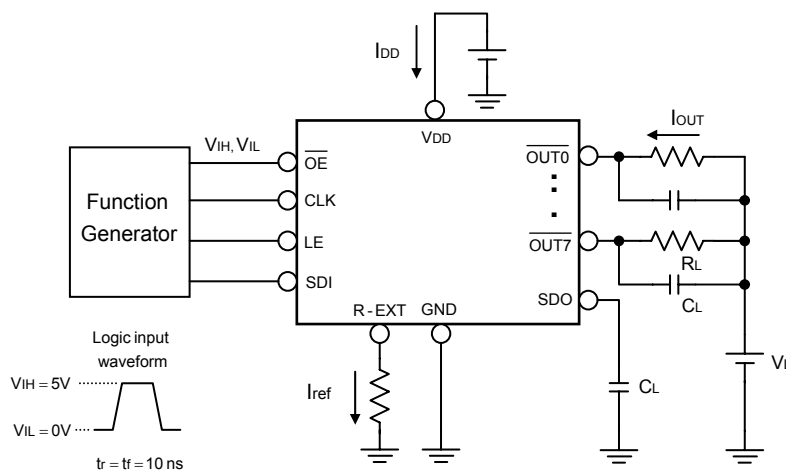 IDD
VDD
IOUT
VIH, VIL
Function
Generator
OE
CLK
LE
SDI
OUT0
OUT7
RL
CL
SDO
R-EXT
GND
Logic input
waveform
VIH = 5V
VIL = 0V
tr = tf = 10 ns
Iref
CL